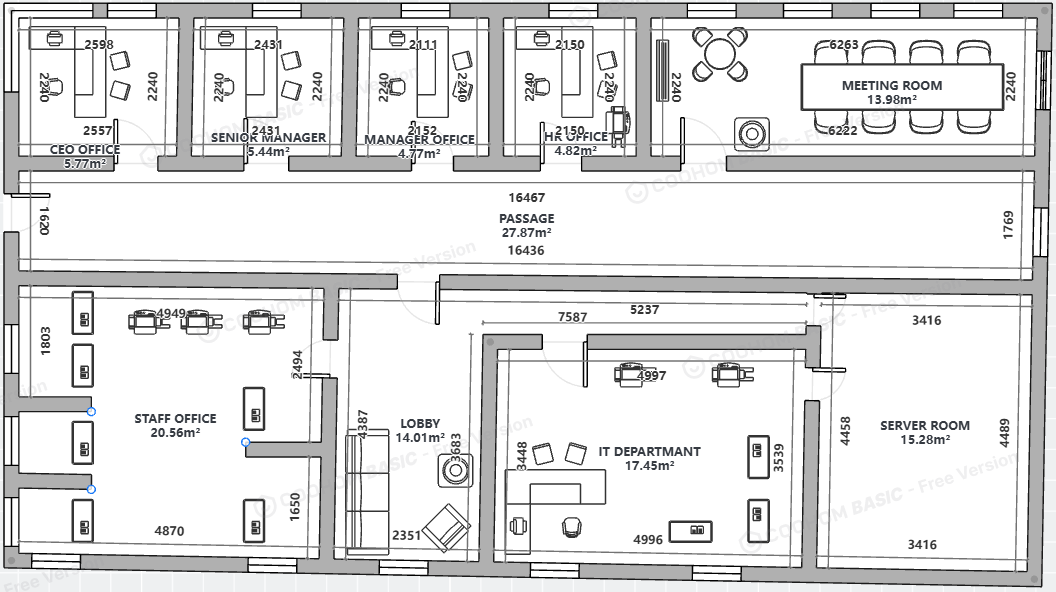 2598
2431
2111
2150
6263
2240
2240
2240
2240
2240
2240
2240
2240
2240
2240
MEETING ROOM
13.98m²
2557
2431
2152
2150
6222
CEO OFFICE
5.77m²
SENIOR MANAGER
5.44m²
MANAGER OFFICE
4.77m²
HR OFFICE
4.82m²
16467
1620
PASSAGE
27.87m²
1769
16436
4949
5237
7587
3416
1803
2494
4997
STAFF OFFICE
20.56m²
4387
LOBBY
14.01m²
3683
3448
IT DEPARTMANT
17.45m²
3539
4458
SERVER ROOM
15.28m²
4489
1650
4870
2351
4996
3416
COOHOM BASIC - Free Version